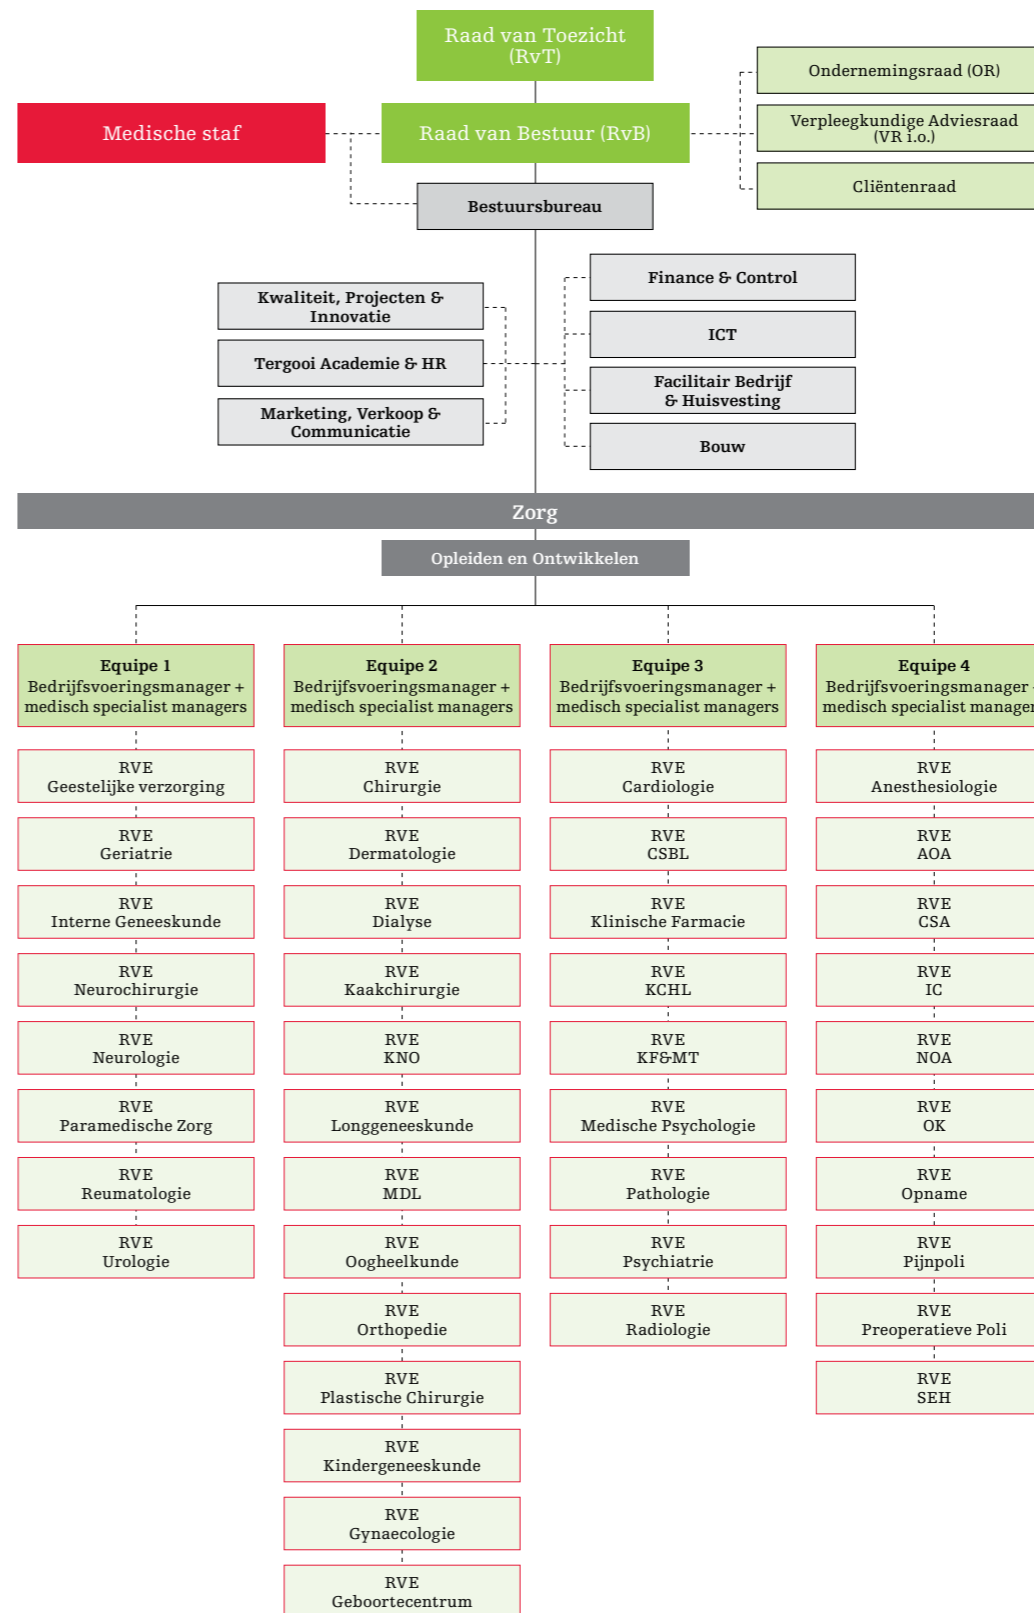 Raad van Toezicht
(RvT)
Ondernemingsraad (OR)
Medische staf
Raad van Bestuur (RvB)
Verpleegkundige Adviesraad
(VR i.o.)
Cliëntenraad
Bestuursbureau
Kwaliteit, Projecten &
Innovatie
Tergooi Academie & HR
Marketing, Verkoop &
Communicatie
Finance & Control
ICT
Facilitair Bedrijf
& Huisvesting
Bouw
Zorg
Opleiden en Ontwikkelen
Equipe 1
Bedrijfsvoeringsmanager +
medisch specialist managers
RVE
Geestelijke verzorging
RVE
Geriatrie
RVE
Interne Geneeskunde
RVE
Neurochirurgie
RVE
Neurologie
RVE
Paramedische Zorg
RVE
Reumatologie
RVE
Urologie
Equipe 2
Bedrijfsvoeringsmanager +
medisch specialist managers
RVE
Chirurgie
RVE
Dermatologie
RVE
Dialyse
RVE
Kaakchirurgie
RVE
KNO
RVE
Longgeneeskunde
RVE
MDL
RVE
Oogheelkunde
RVE
Orthopedie
RVE
Plastische Chirurgie
RVE
Kindergeneeskunde
RVE
Gynaecologie
RVE
Geboortecentrum
Equipe 3
Bedrijfsvoeringsmanager +
medisch specialist managers
RVE
Cardiologie
RVE
CSBL
RVE
Klinische Farmacie
RVE
KCHL
RVE
KF&MT
RVE
Medische Psychologie
RVE
Pathologie
RVE
Psychiatrie
RVE
Radiologie
Equipe 4
Bedrijfsvoeringsmanager +
medisch specialist manager
RVE
Anesthesiologie
RVE
AOA
RVE
CSA
RVE
IC
RVE
NOA
RVE
OK
RVE
Opname
RVE
Pijnpoli
RVE
Preoperatieve Poli
RVE
SEH